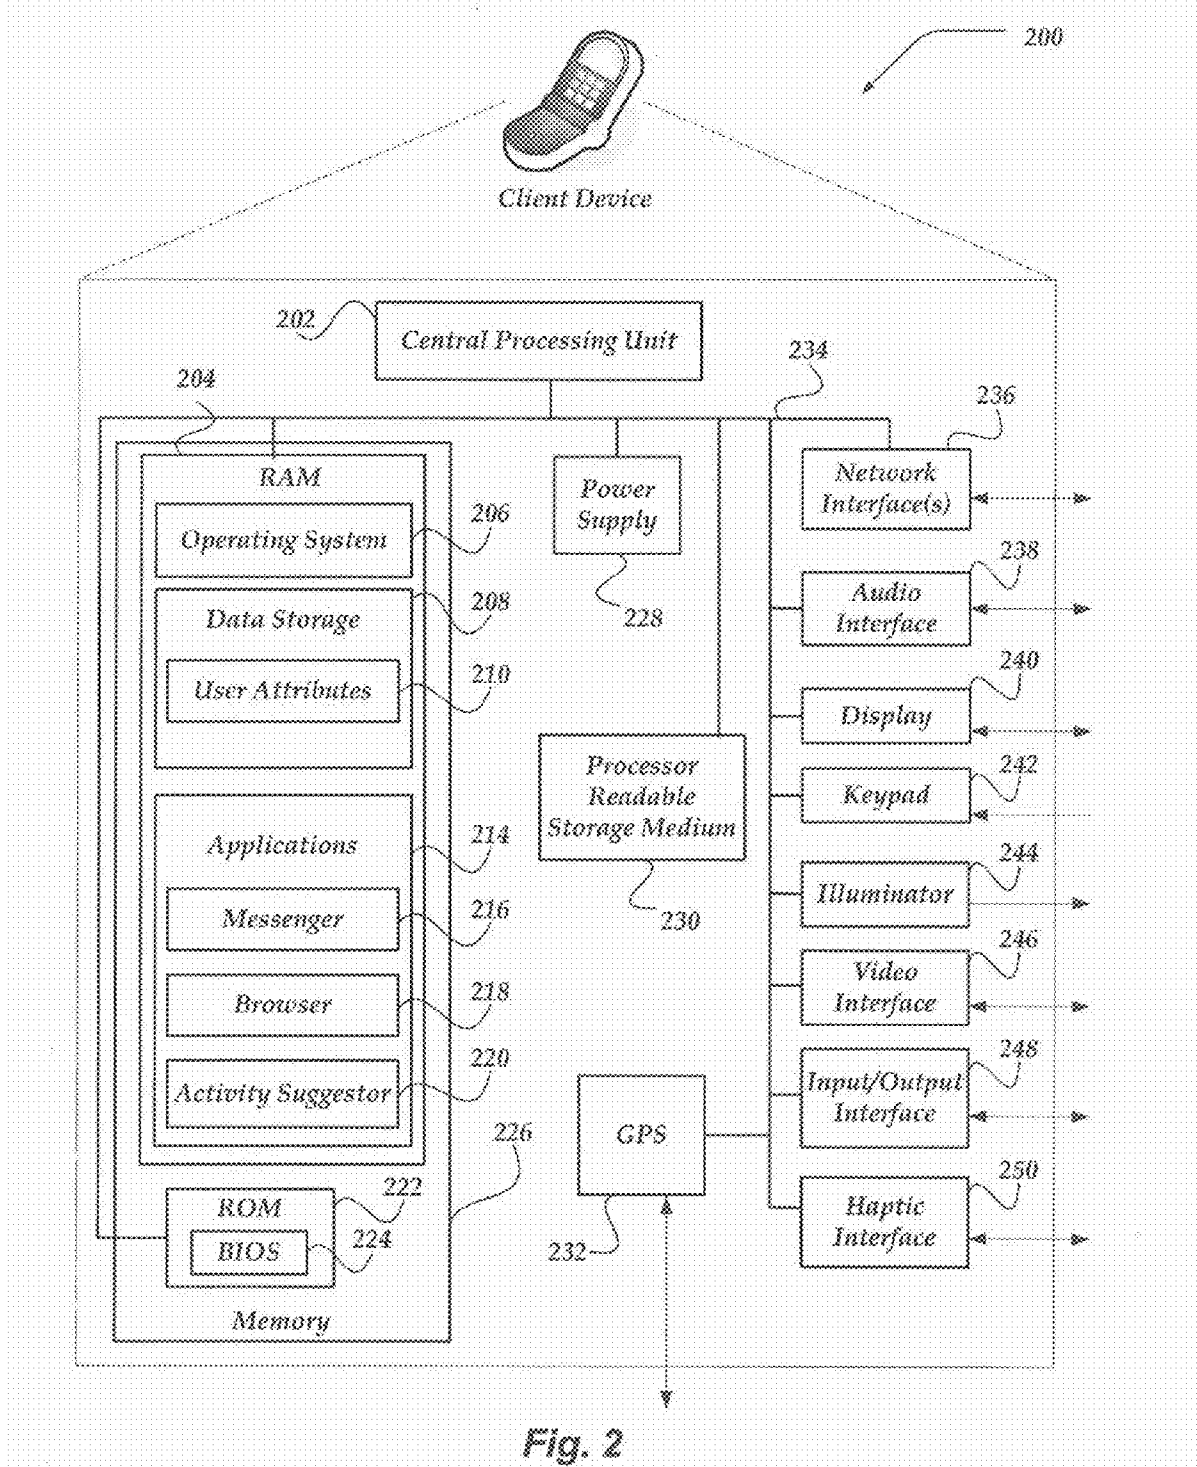 200
Client Device
202
Central Processing Unit
234
204
236
RAM
Network
Interface(s)
Power
Supply
206
Operating System
238
Audio
Interface
208
Data Storage
228
210
User Attributes
240
Display
242
Keypad
Processor
Readable
Storage Medium
214
Applications
244
Illuminator
216
Messenger
230
246
Video
Interface
218
Browser
220
Activity Suggestor
248
Input/Output
Interface
GPS
226
250
Haptic
Interface
222
ROM
224
BIOS
232
Memory
Fig. 2